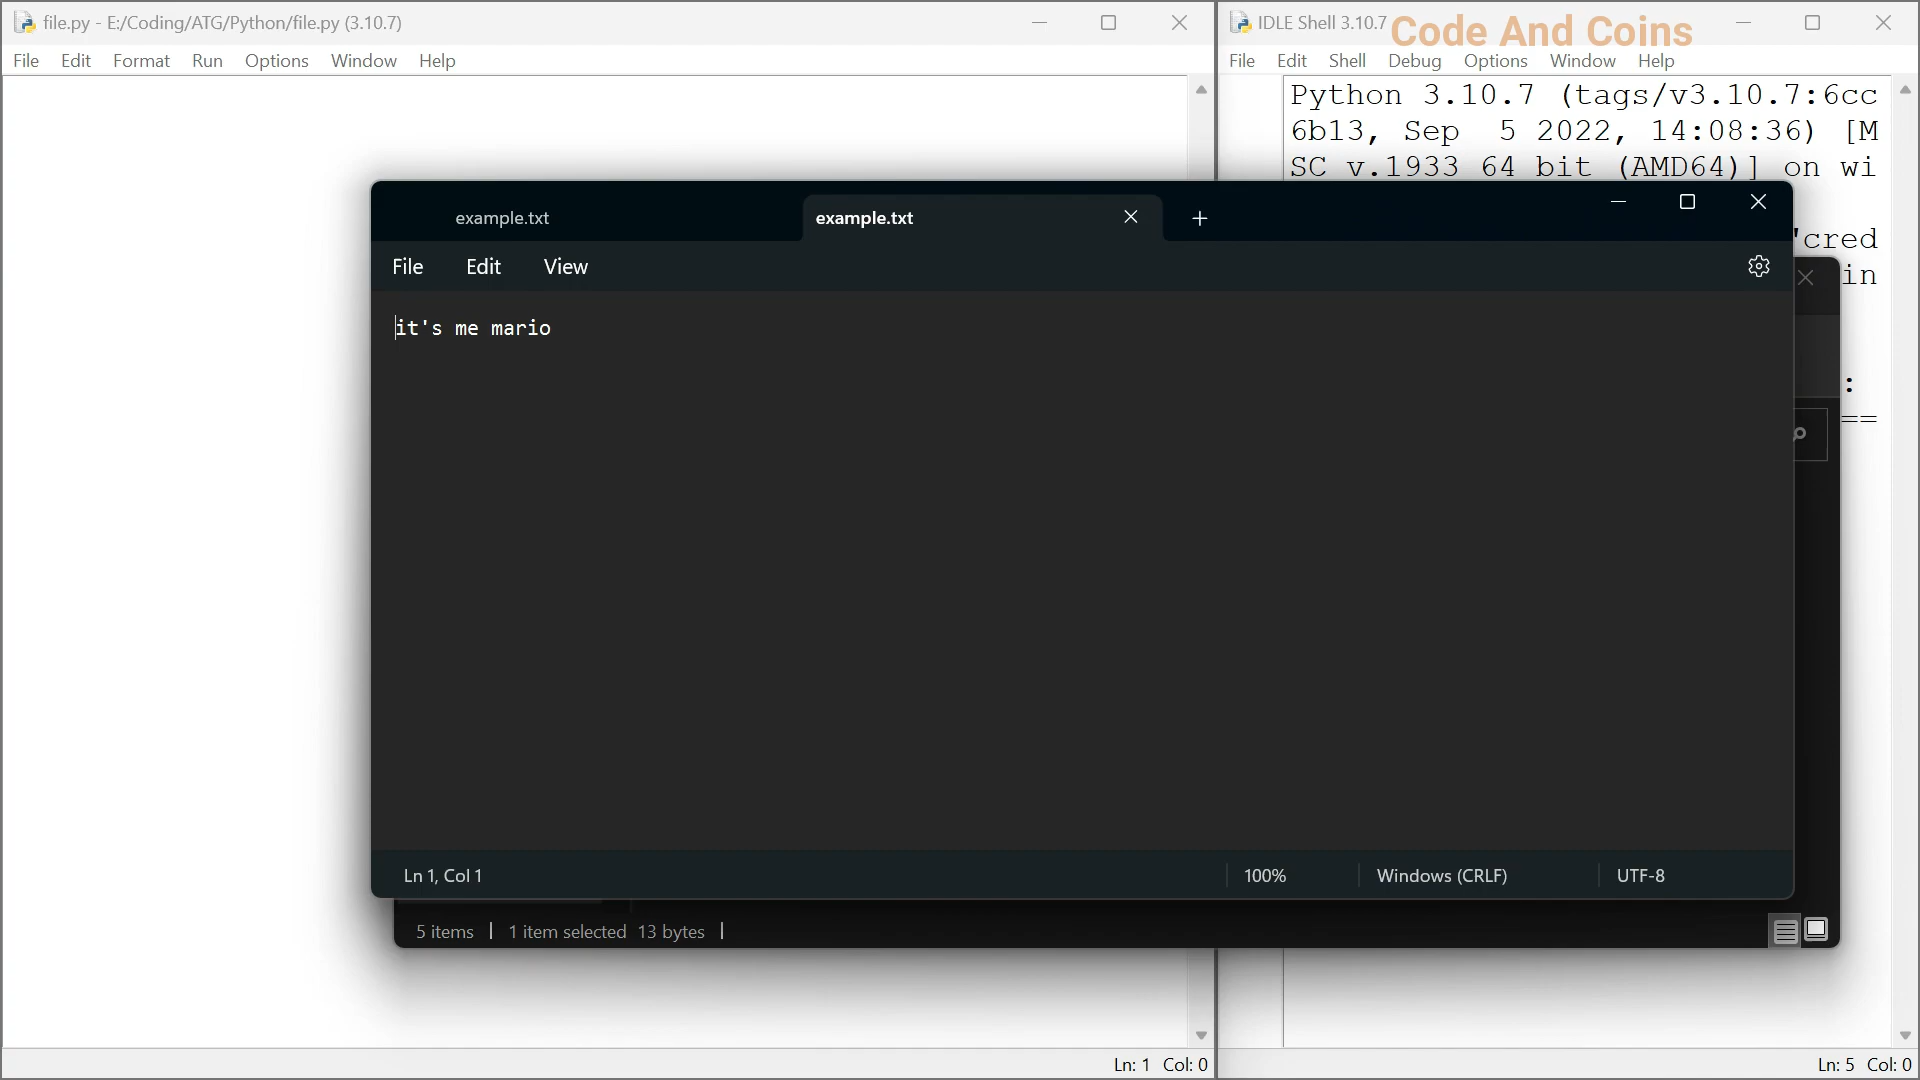 file.py - E:/Coding/ATG/Python/file.py (3.10.7)
File Edit Format Run Options Window Help
IDLE Shell 3.10.7
Code And Coins
File Edit Shell Debug Options Window Help
Python 3.10.7 (tags/v3.10.7:6cc
6b13, Sep 5 2022, 14:08:36) [M
SC v.1933 64 bit (AMD64)] on wi
"cred
in
:
==
example.txt
example.txt
File Edit View
it's me mario
Ln 1, Col 1
100%
Windows (CRLF)
UTF-8
5 items | 1 item selected 13 bytes |
Ln: 1 Col: 0
Ln: 5 Col: 0